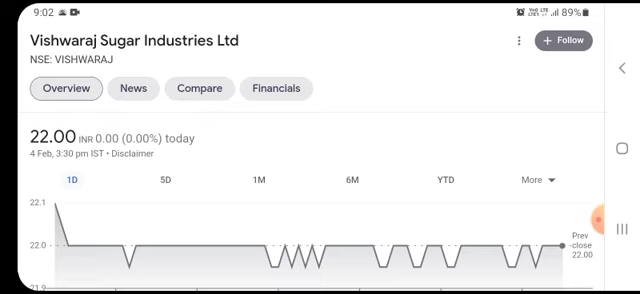 9:02
89%
Vishwaraj Sugar Industries Ltd
+ Follow
NSE: VISHWARAJ
Overview
News
Compare
Financials
22.00 INR 0.00 (0.00%) today
4 Feb, 3:30 pm IST • Disclaimer
1D 5D 1M 6M YTD More
22.1
22.0
Prev
close
22.00
21.9